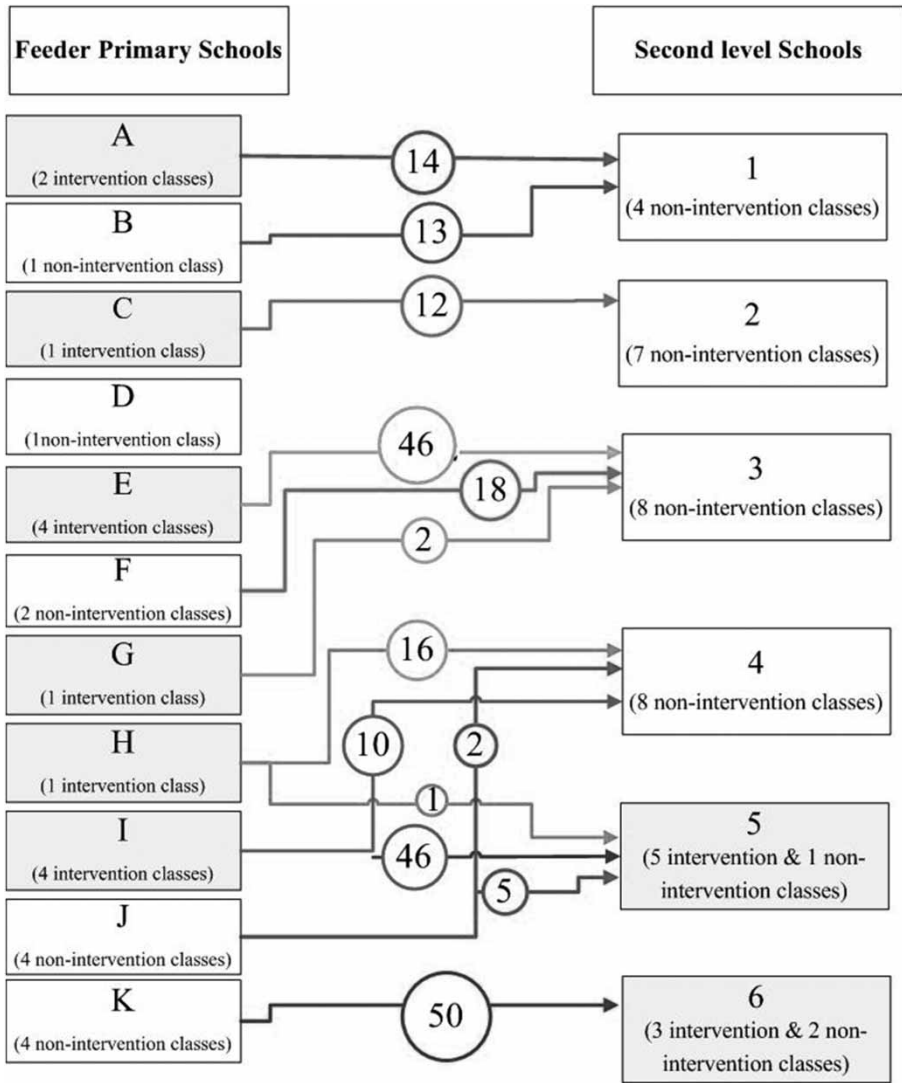 Feeder Primary Schools
Second level Schools
A
(2 intervention classes)
B
(1 non-intervention class)
C
(1 intervention class)
D
(1non-intervention class)
E
(4 intervention classes)
F
(2 non-intervention classes)
G
(1 intervention class)
H
(1 intervention class)
I
(4 intervention classes)
J
(4 non-intervention classes)
K
(4 non-intervention classes)
14
13
12
46
18
2
16
10
2
1
46
5
50
1
(4 non-intervention classes)
2
(7 non-intervention classes)
3
(8 non-intervention classes)
4
(8 non-intervention classes)
5
(5 intervention & 1 non-
intervention classes)
6
(3 intervention & 2 non-
intervention classes)